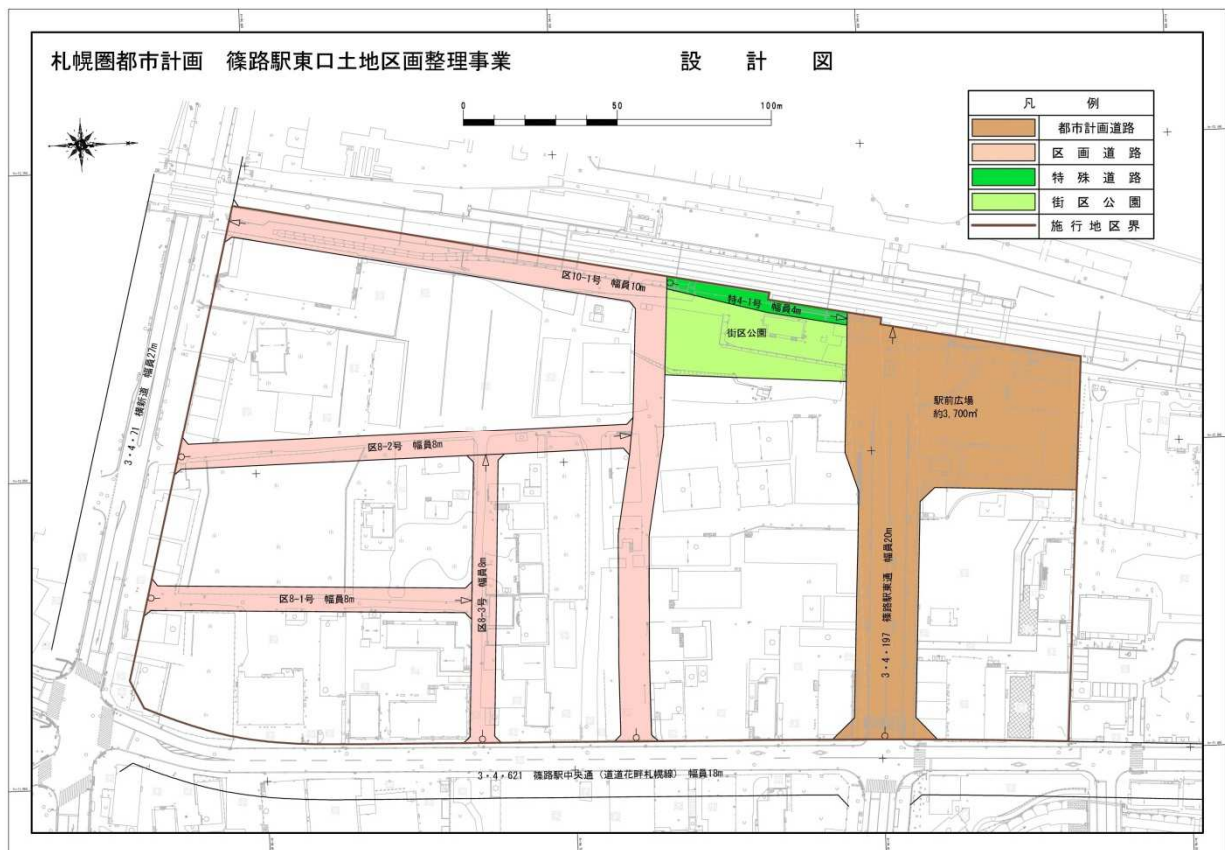 札幌圏都市計画 篠路駅東口土地区画整理事業 設計図
0 50 100m
凡例
都市計画道路
区画道路
特殊道路
街区公園
施行地区界
区10-1号 幅員10m
特4-1号 幅員4m
街区公園
駅前広場
約3,700㎡
3・4・71 横新道 幅員27m
区8-2号 幅員8m
区8-3号 幅員8m
区8-1号 幅員8m
3・4・197 篠路駅東通 幅員20m
3・4・621 篠路駅中央通（道道花畔札幌線） 幅員18m